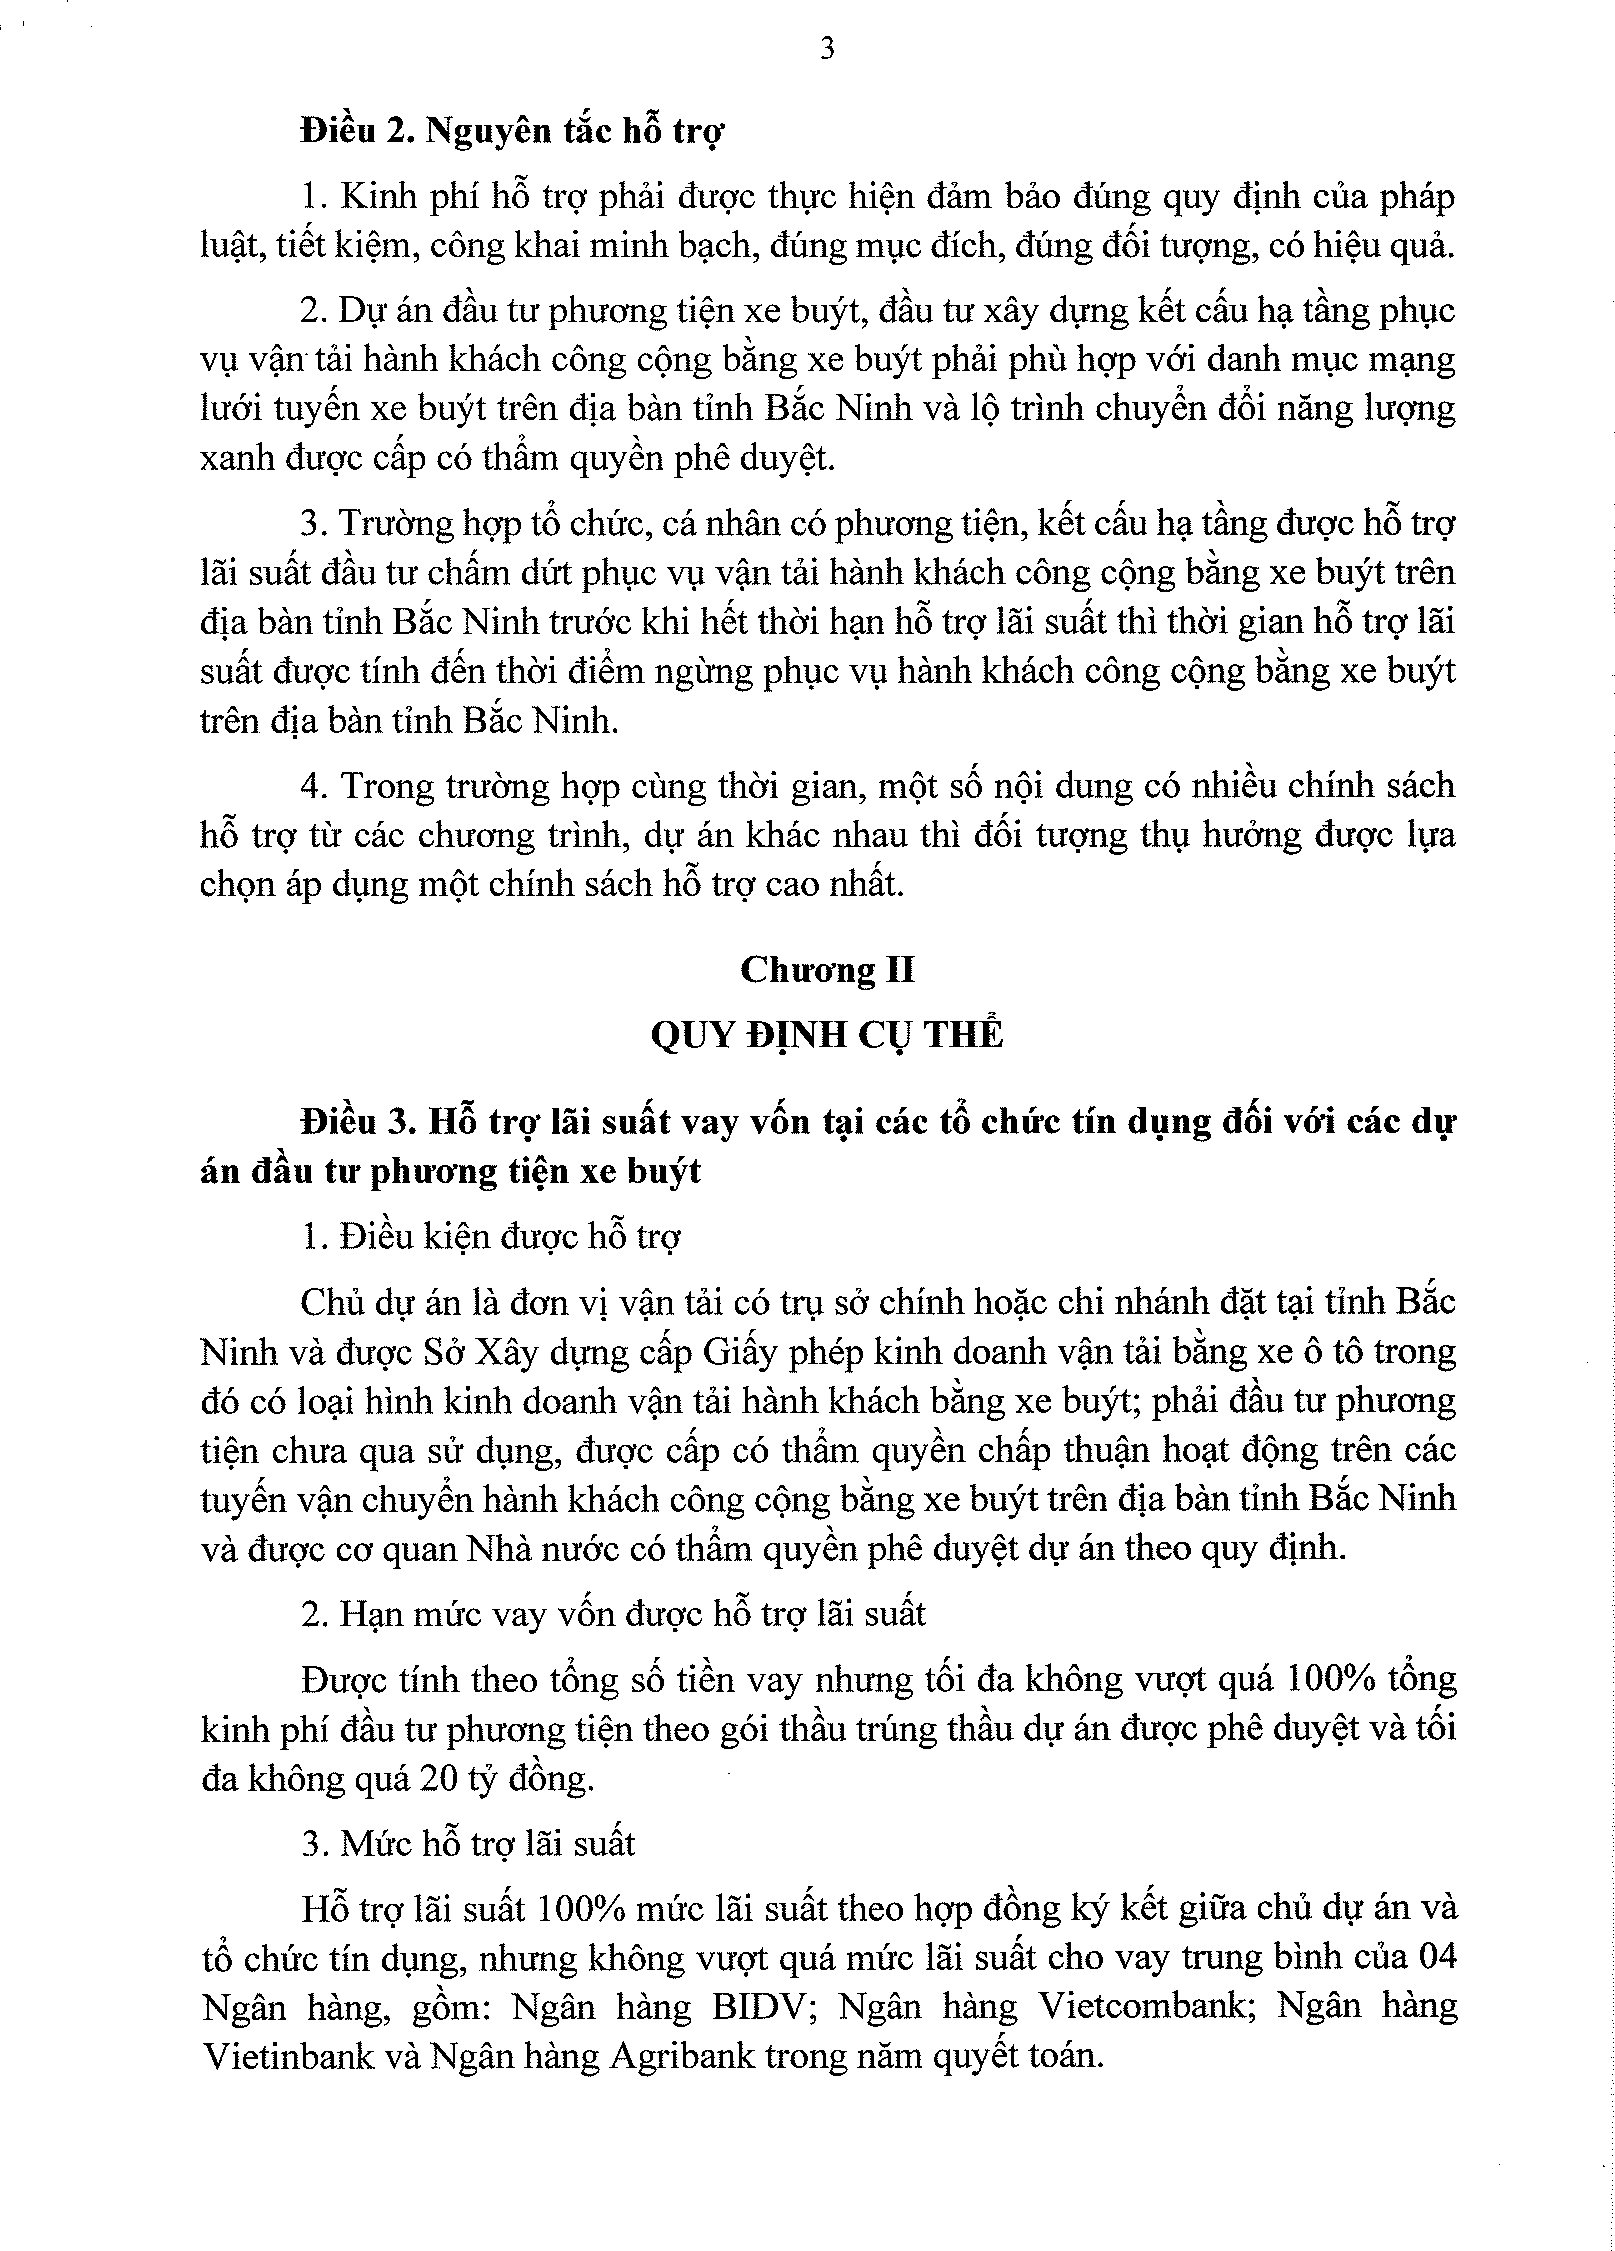 3
Điều 2. Nguyên tắc hỗ trợ
1. Kinh phí hỗ trợ phải được thực hiện đảm bảo đúng quy định của pháp
luật, tiết kiệm, công khai minh bạch, đúng mục đích, đúng đối tượng, có hiệu quả.
2. Dự án đầu tư phương tiện xe buýt, đầu tư xây dựng kết cấu hạ tầng phục
vụ vận tải hành khách công cộng bằng xe buýt phải phù hợp với danh mục mạng
lưới tuyến xe buýt trên địa bàn tỉnh Bắc Ninh và lộ trình chuyển đổi năng lượng
xanh được cấp có thẩm quyền phê duyệt.
3. Trường hợp tổ chức, cá nhân có phương tiện, kết cấu hạ tầng được hỗ trợ
lãi suất đầu tư chấm dứt phục vụ vận tải hành khách công cộng bằng xe buýt trên
địa bàn tỉnh Bắc Ninh trước khi hết thời hạn hỗ trợ lãi suất thì thời gian hỗ trợ lãi
suất được tính đến thời điểm ngừng phục vụ hành khách công cộng bằng xe buýt
trên địa bàn tỉnh Bắc Ninh.
4. Trong trường hợp cùng thời gian, một số nội dung có nhiều chính sách
hỗ trợ từ các chương trình, dự án khác nhau thì đối tượng thụ hưởng được lựa
chọn áp dụng một chính sách hỗ trợ cao nhất.
Chương II
QUY ĐỊNH CỤ THỂ
Điều 3. Hỗ trợ lãi suất vay vốn tại các tổ chức tín dụng đối với các dự
án đầu tư phương tiện xe buýt
1. Điều kiện được hỗ trợ
Chủ dự án là đơn vị vận tải có trụ sở chính hoặc chi nhánh đặt tại tỉnh Bắc
Ninh và được Sở Xây dựng cấp Giấy phép kinh doanh vận tải bằng xe ô tô trong
đó có loại hình kinh doanh vận tải hành khách bằng xe buýt; phải đầu tư phương
tiện chưa qua sử dụng, được cấp có thẩm quyền chấp thuận hoạt động trên các
tuyến vận chuyển hành khách công cộng bằng xe buýt trên địa bàn tỉnh Bắc Ninh
và được cơ quan Nhà nước có thẩm quyền phê duyệt dự án theo quy định.
2. Hạn mức vay vốn được hỗ trợ lãi suất
Được tính theo tổng số tiền vay nhưng tối đa không vượt quá 100% tổng
kinh phí đầu tư phương tiện theo gói thầu trúng thầu dự án được phê duyệt và tối
đa không quá 20 tỷ đồng.
3. Mức hỗ trợ lãi suất
Hỗ trợ lãi suất 100% mức lãi suất theo hợp đồng ký kết giữa chủ dự án và
tổ chức tín dụng, nhưng không vượt quá mức lãi suất cho vay trung bình của 04
Ngân hàng, gồm: Ngân hàng BIDV; Ngân hàng Vietcombank; Ngân hàng
Vietinbank và Ngân hàng Agribank trong năm quyết toán.